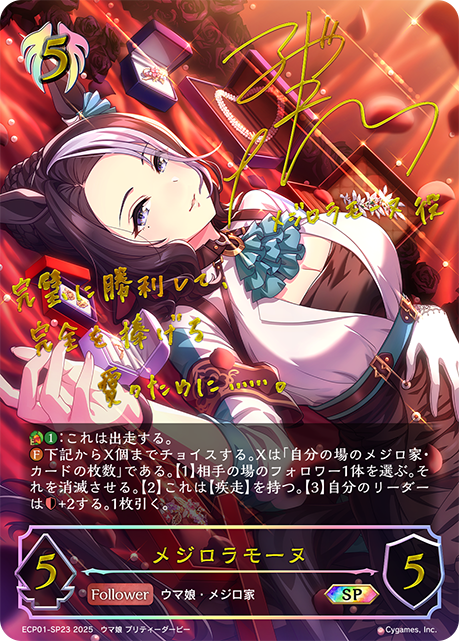 5
メジロラモーヌ 役
完璧に勝利して、
完全を捧げる
愛のために……。
1：これは出走する。
F 下記からX個までチョイスする。Xは「自分の場のメジロ家・
カードの枚数」である。【1】相手の場のフォロワー1体を選ぶ。そ
れを消滅させる。【2】これは【疾走】を持つ。【3】自分のリーダー
は+2する。1枚引く。
メジロラモーヌ
5
5
Follower ウマ娘・メジロ家 SP
ECP01-SP23 2025 ウマ娘 プリティーダービー ©Cygames, Inc.